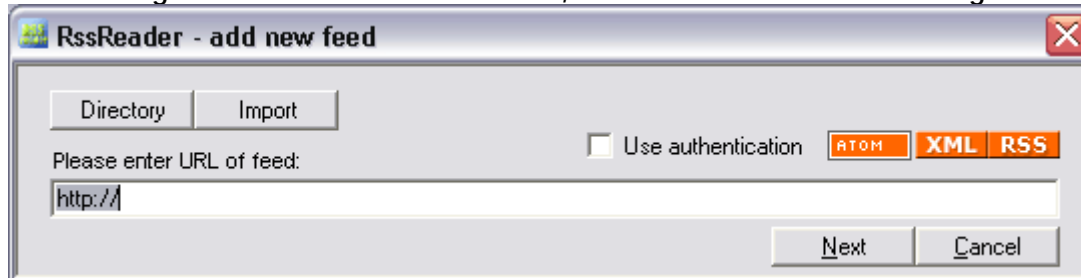 RssReader - add new feed
Directory Import
Use authentication ATOM XML RSS
Please enter URL of feed:
http://
Next Cancel